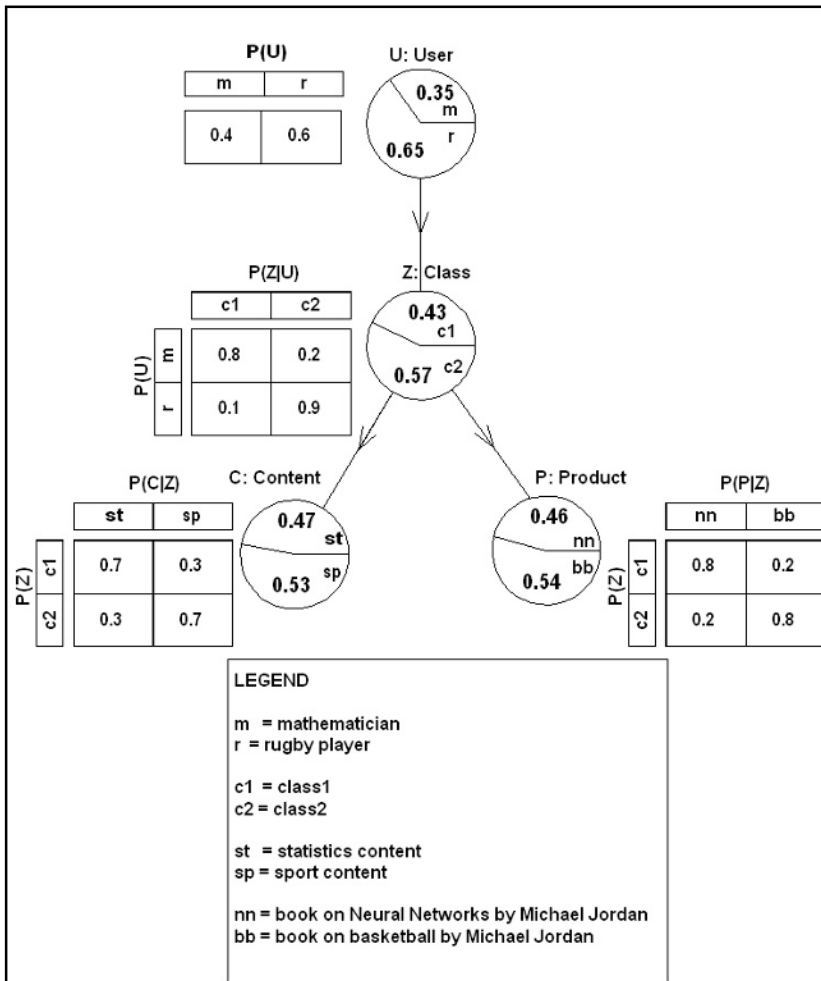 P(U)
m r
0.4 0.6
U: User
0.35
m
r
0.65
P(Z|U)
c1 c2
P(U)
m 0.8 0.2
r 0.1 0.9
Z: Class
0.43
c1
0.57 c2
P(C|Z)
st sp
P(Z)
c1 0.7 0.3
c2 0.3 0.7
C: Content
0.47
st
sp
0.53
P: Product
0.46
nn
bb
0.54
P(P|Z)
nn bb
P(Z)
c1 0.8 0.2
c2 0.2 0.8
LEGEND
m = mathematician
r = rugby player
c1 = class1
c2 = class2
st = statistics content
sp = sport content
nn = book on Neural Networks by Michael Jordan
bb = book on basketball by Michael Jordan